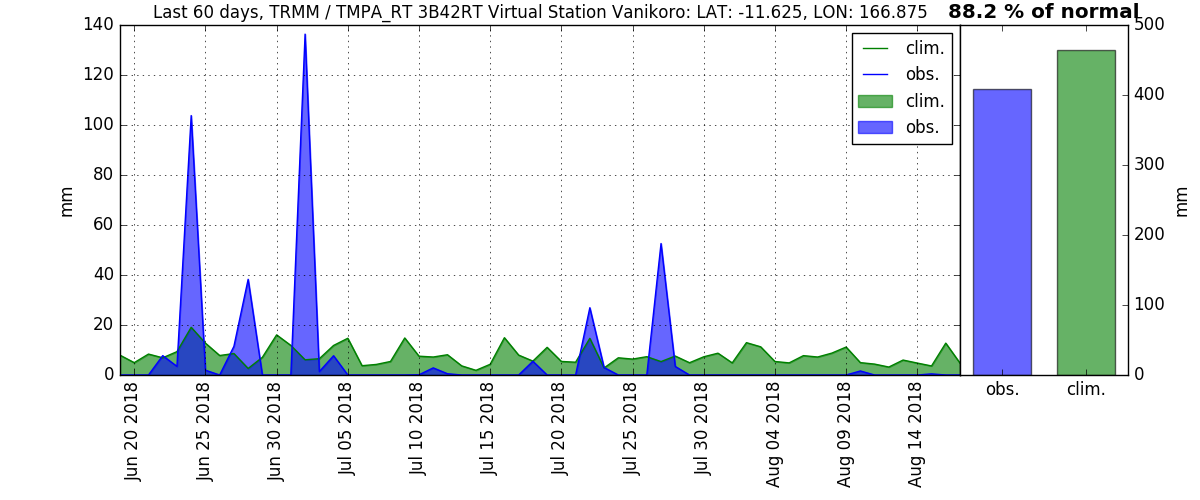 Last 60 days, TRMM / TMPA_RT 3B42RT Virtual Station Vanikoro: LAT: -11.625, LON: 166.875
88.2 % of normal
140
120
100
80
60
40
20
0
mm
clim.
obs.
clim.
obs.
Jun 20 2018
Jun 25 2018
Jun 30 2018
Jul 05 2018
Jul 10 2018
Jul 15 2018
Jul 20 2018
Jul 25 2018
Jul 30 2018
Aug 04 2018
Aug 09 2018
Aug 14 2018
500
400
300
200
100
0
mm
obs.
clim.